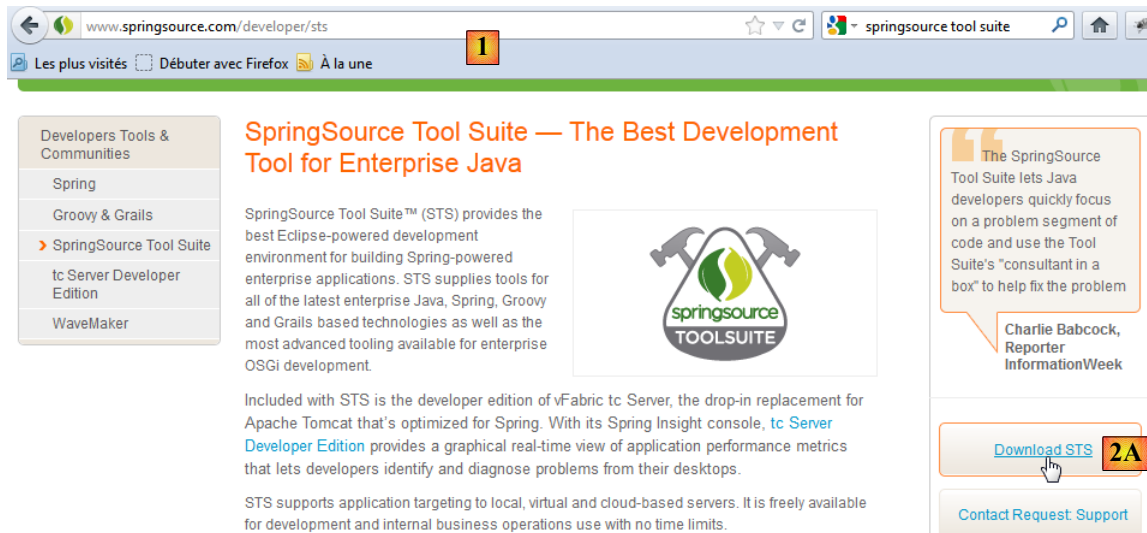 www.springsource.com/developer/sts
springsource tool suite
1
Les plus visités
Débuter avec Firefox
À la une
Developers Tools &
Communities
Spring
Groovy & Grails
SpringSource Tool Suite
tc Server Developer
Edition
WaveMaker
SpringSource Tool Suite — The Best Development
Tool for Enterprise Java
SpringSource Tool Suite™ (STS) provides the
best Eclipse-powered development
environment for building Spring-powered
enterprise applications. STS supplies tools for
all of the latest enterprise Java, Spring, Groovy
and Grails based technologies as well as the
most advanced tooling available for enterprise
OSGi development.
springsource
TOOLSUITE
Included with STS is the developer edition of vFabric tc Server, the drop-in replacement for
Apache Tomcat that's optimized for Spring. With its Spring Insight console, tc Server
Developer Edition provides a graphical real-time view of application performance metrics
that lets developers identify and diagnose problems from their desktops.
STS supports application targeting to local, virtual and cloud-based servers. It is freely available
for development and internal business operations use with no time limits.
The SpringSource
Tool Suite lets Java
developers quickly focus
on a problem segment of
code and use the Tool
Suite's "consultant in a
box" to help fix the problem
Charlie Babcock,
Reporter
InformationWeek
Download STS
2A
Contact Request: Support